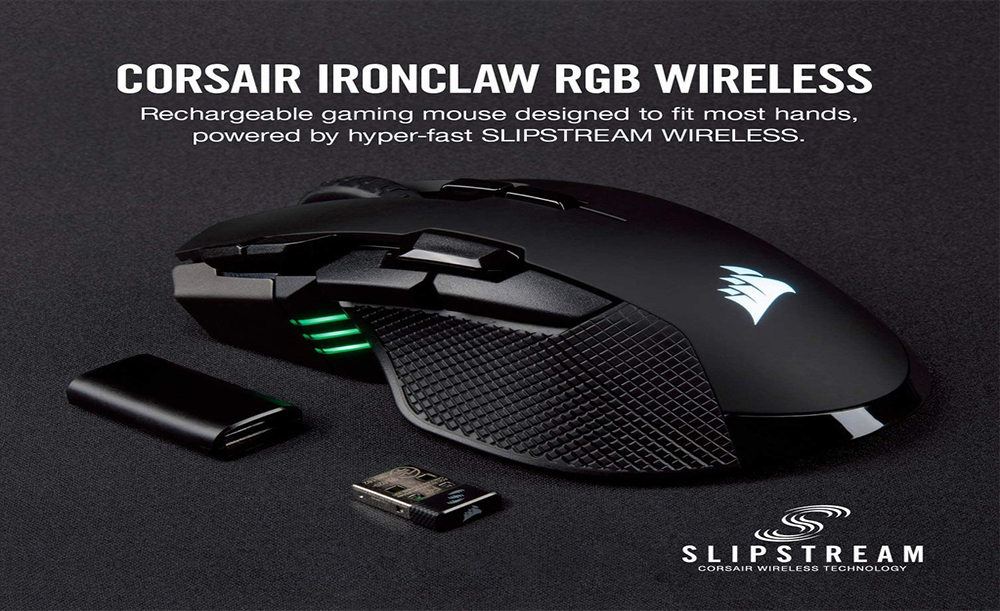 CORSAIR IRONCLAW RGB WIRELESS
Rechargeable gaming mouse designed to fit most hands,
powered by hyper-fast SLIPSTREAM WIRELESS.
SLIPSTREAM
CORSAIR WIRELESS TECHNOLOGY